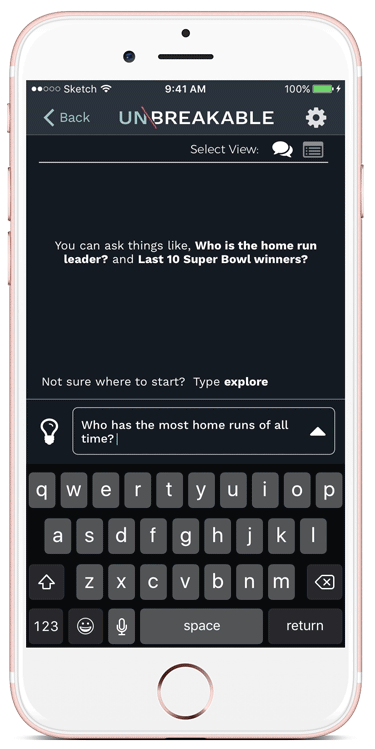 Sketch 9:41 AM 100%
Back UNBREAKABLE
Select View:
You can ask things like, Who is the home run
leader? and Last 10 Super Bowl winners?
Not sure where to start? Type explore
Who has the most home runs of all
time?
q w e r t y u i o p
a s d f g h j k l
z x c v b n m
123 space return